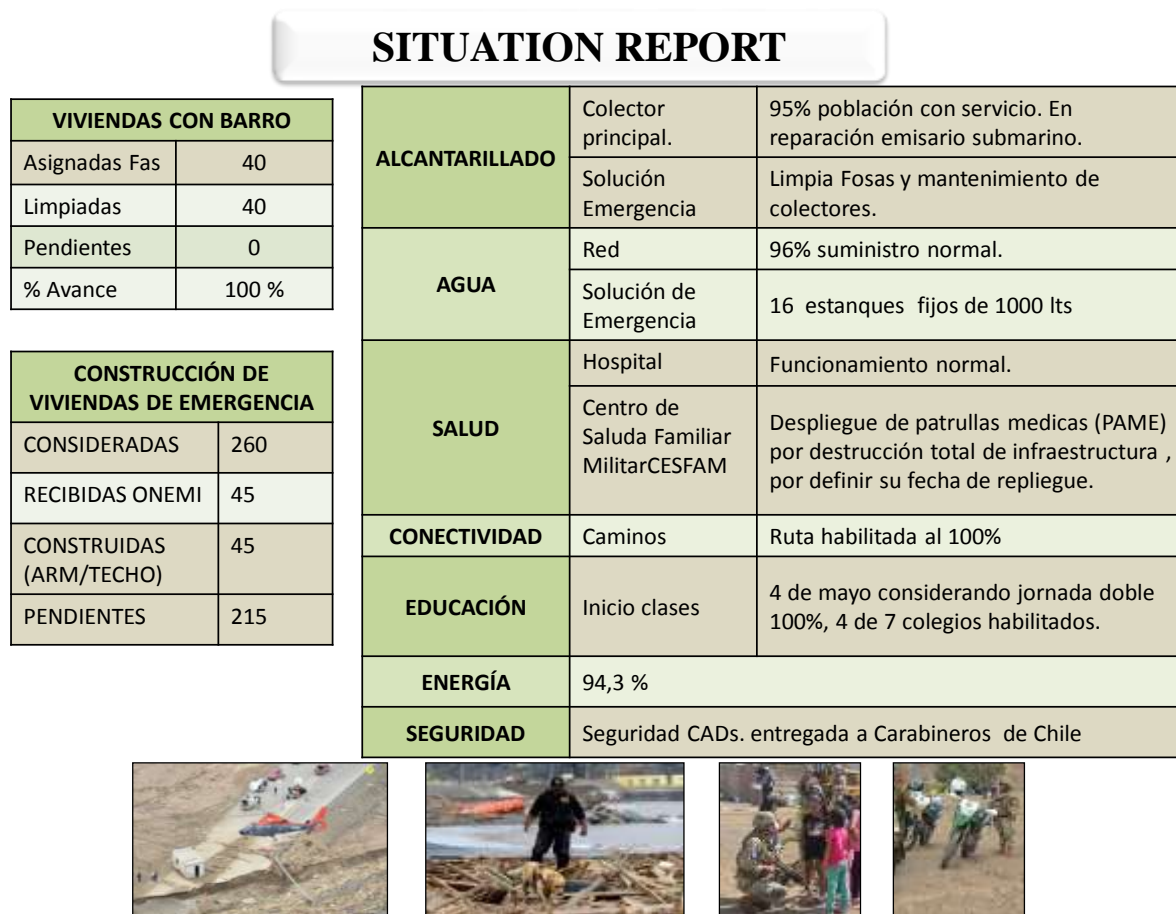 SITUATION REPORT
VIVIENDAS CON BARRO
Asignadas Fas 40
Limpiadas 40
Pendientes 0
% Avance 100 %
CONSTRUCCIÓN DE
VIVIENDAS DE EMERGENCIA
CONSIDERADAS 260
RECIBIDAS ONEMI 45
CONSTRUIDAS
(ARM/TECHO)
45
PENDIENTES 215
ALCANTARILLADO
Colector
principal.
95% población con servicio. En
reparación emisario submarino.
Solución
Emergencia
Limpia Fosas y mantenimiento de
colectores.
AGUA
Red
96% suministro normal.
Solución de
Emergencia
16 estanques fijos de 1000 lts
SALUD
Hospital
Funcionamiento normal.
Centro de
Saluda Familiar
MilitarCESFAM
Despliegue de patrullas medicas (PAME)
por destrucción total de infraestructura ,
por definir su fecha de repliegue.
CONECTIVIDAD
Caminos
Ruta habilitada al 100%
EDUCACIÓN
Inicio clases
4 de mayo considerando jornada doble
100%, 4 de 7 colegios habilitados.
ENERGÍA
94,3 %
SEGURIDAD
Seguridad CADs. entregada a Carabineros de Chile